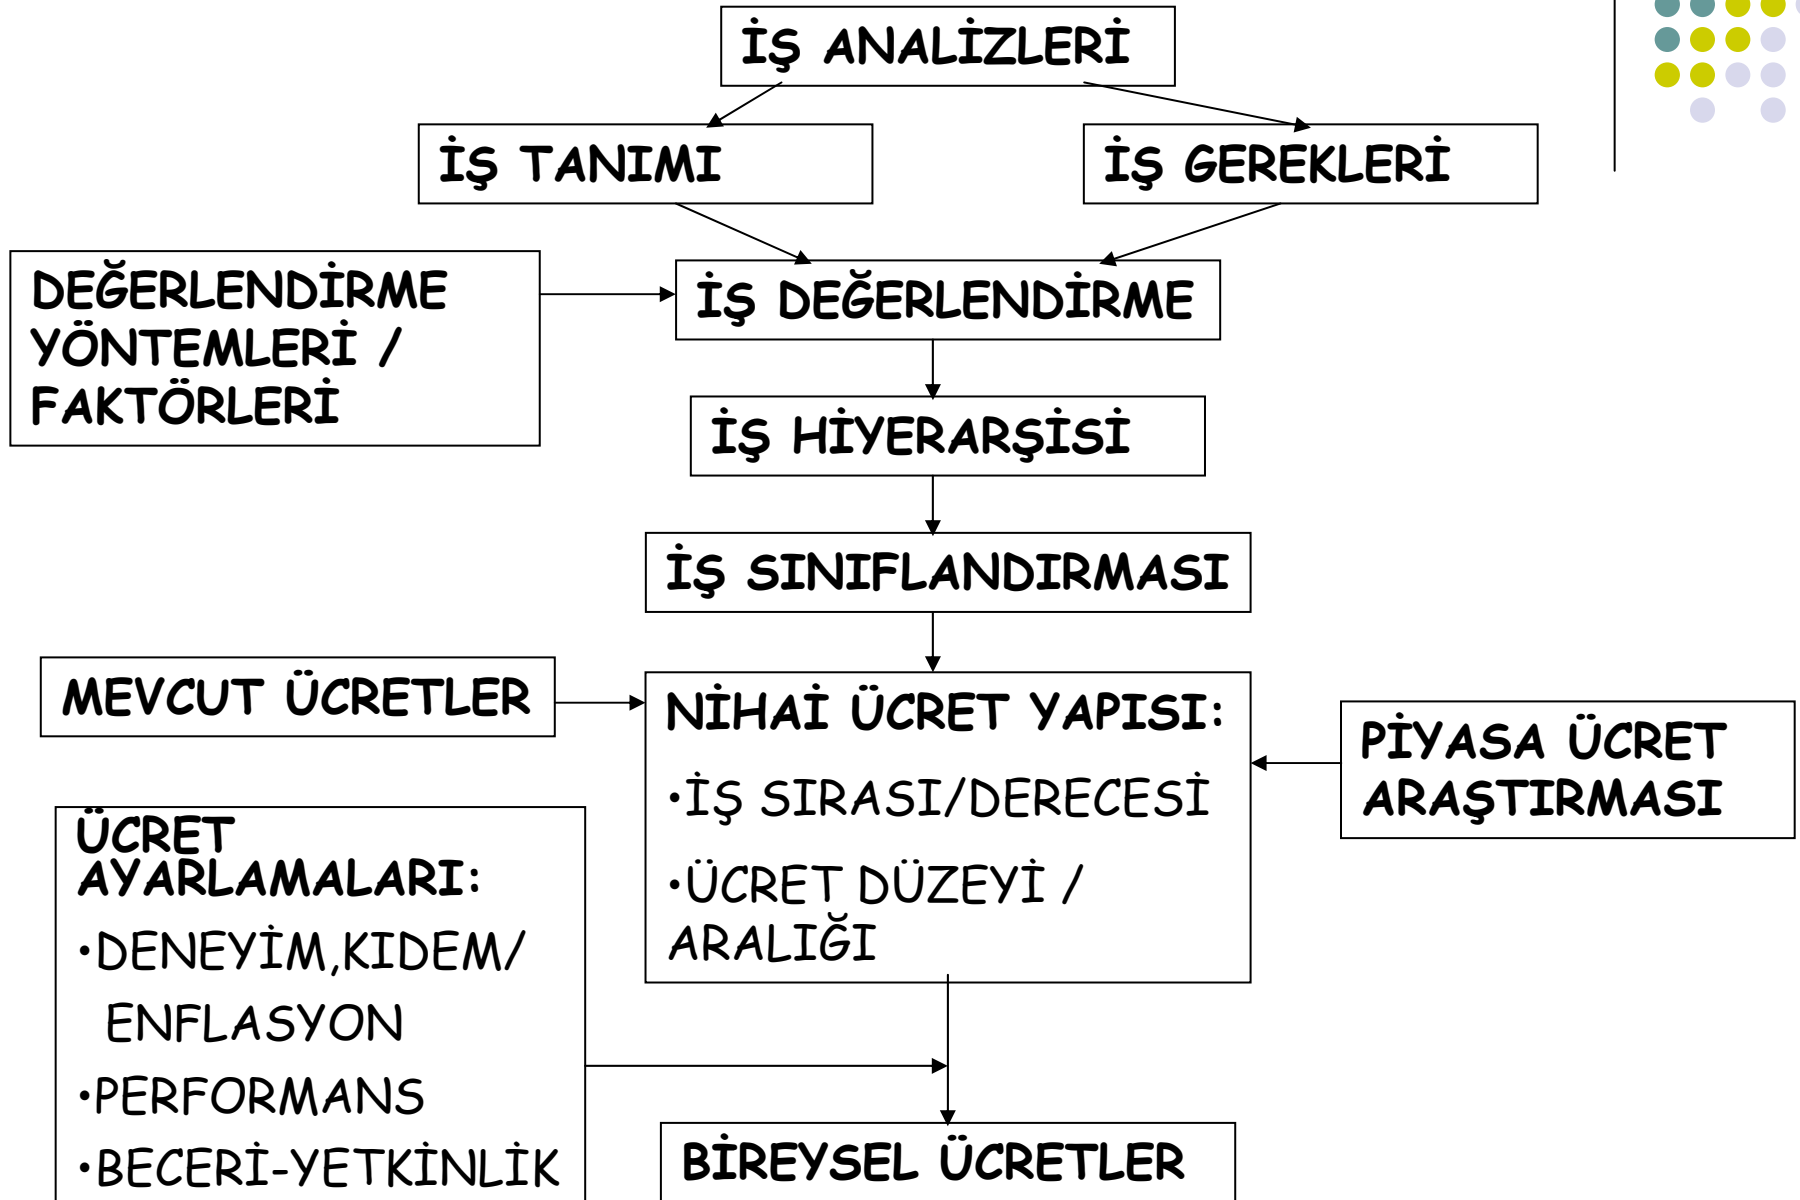 İŞ ANALİZLERİ
İŞ TANIMI
İŞ GEREKLERİ
DEĞERLENDİRME
YÖNTEMLERİ /
FAKTÖRLERİ
İŞ DEĞERLENDİRME
İŞ HİYERARŞİSİ
İŞ SINIFLANDIRMASI
MEVCUT ÜCRETLER
NİHAİ ÜCRET YAPISI:
•İŞ SIRASI/DERECESİ
•ÜCRET DÜZEYİ /
ARALIĞI
PİYASA ÜCRET
ARAŞTIRMASI
ÜCRET
AYARLAMALARI:
•DENEYİM,KIDEM/
ENFLASYON
•PERFORMANS
•BECERİ-YETKİNLİK
BİREYSEL ÜCRETLER